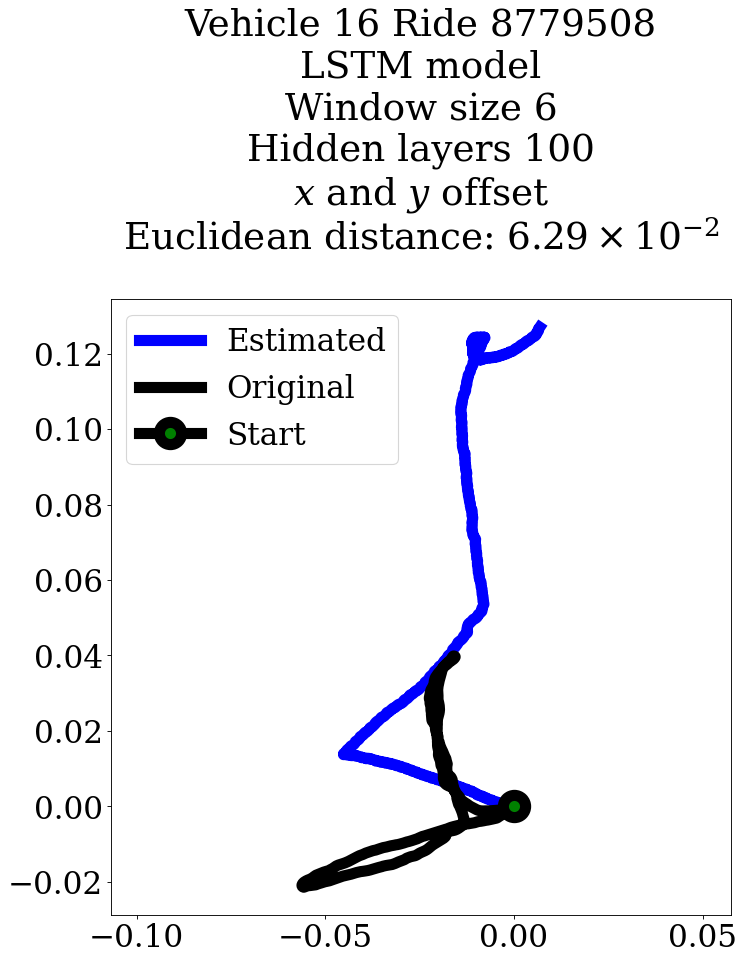 Vehicle 16 Ride 8779508
LSTM model
Window size 6
Hidden layers 100
x and y offset
Euclidean distance: 6.29 × 10⁻²
Estimated
Original
Start
0.12
0.10
0.08
0.06
0.04
0.02
0.00
−0.02
−0.10 −0.05 0.00 0.05